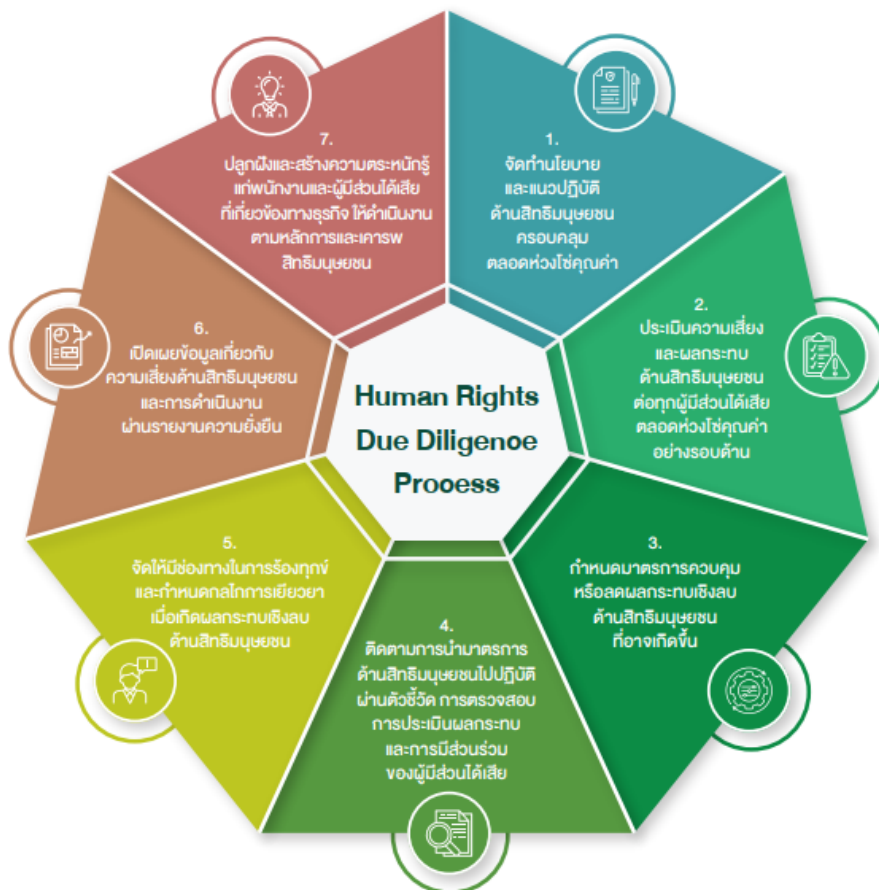 Human Rights
Due Diligence
Process
1.
จัดทำนโยบาย
และแนวปฏิบัติ
ด้านสิทธิมนุษยชน
ครอบคลุม
ตลอดห่วงโซ่คุณค่า
2.
ประเมินความเสี่ยง
และผลกระทบ
ด้านสิทธิมนุษยชน
ต่อทุกผู้มีส่วนได้เสีย
ตลอดห่วงโซ่คุณค่า
อย่างรอบด้าน
3.
กำหนดมาตรการควบคุม
หรือลดผลกระทบเชิงลบ
ด้านสิทธิมนุษยชน
ที่อาจเกิดขึ้น
4.
ติดตามการนำมาตรการ
ด้านสิทธิมนุษยชนไปปฏิบัติ
ผ่านตัวชี้วัด การตรวจสอบ
การประเมินผลกระทบ
และการมีส่วนร่วม
ของผู้มีส่วนได้เสีย
5.
จัดให้มีช่องทางในการร้องทุกข์
และกำหนดกลไกการเยียวยา
เมื่อเกิดผลกระทบเชิงลบ
ด้านสิทธิมนุษยชน
6.
เปิดเผยข้อมูลเกี่ยวกับ
ความเสี่ยงด้านสิทธิมนุษยชน
และการดำเนินงาน
ผ่านรายงานความยั่งยืน
7.
ปลูกฝังและสร้างความตระหนักรู้
แก่พนักงานและผู้มีส่วนได้เสีย
ที่เกี่ยวข้องทางธุรกิจ ให้ดำเนินงาน
ตามหลักการและเคารพ
สิทธิมนุษยชน